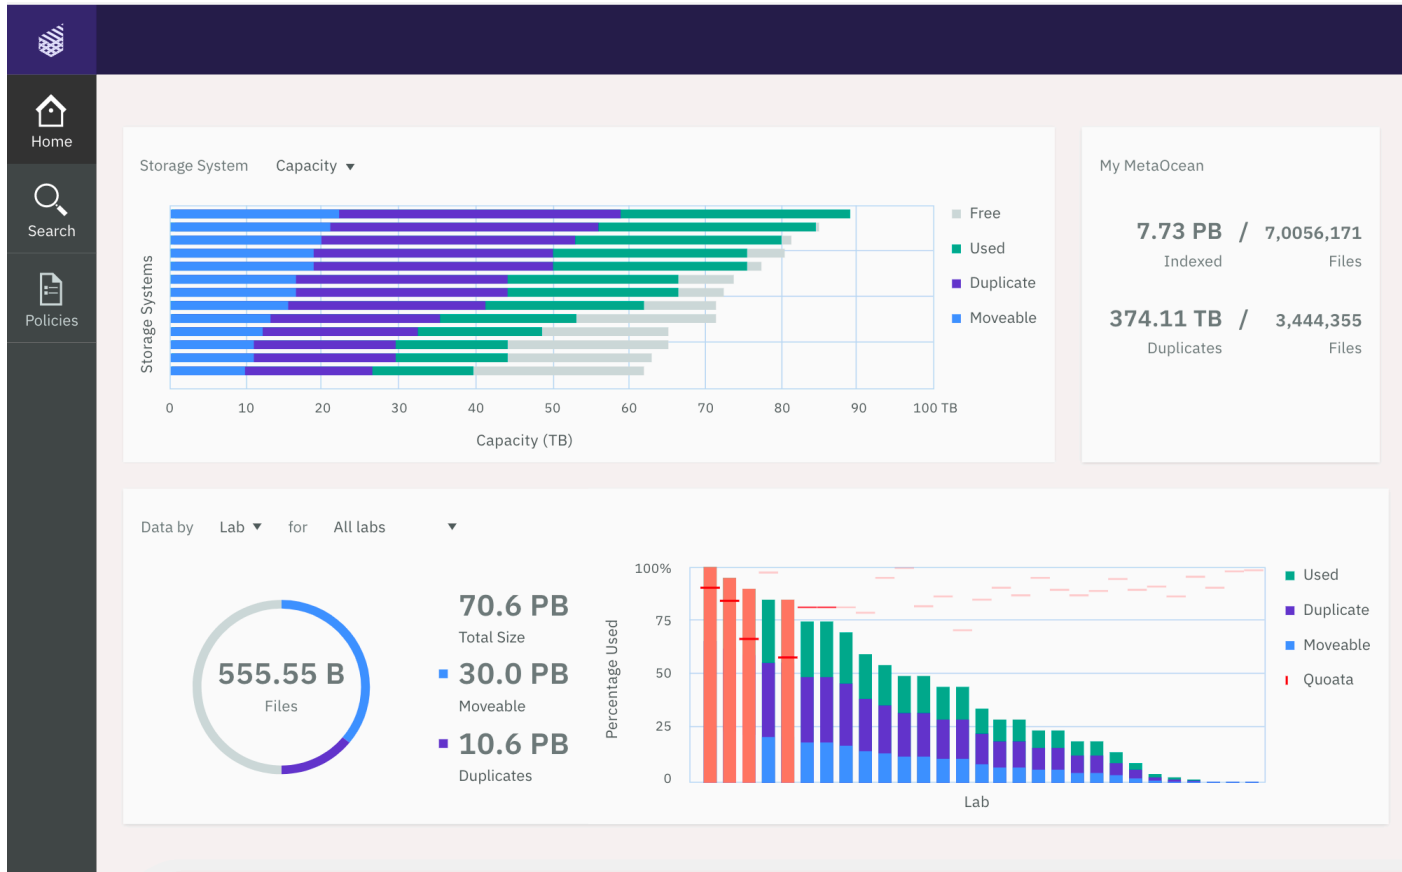 Home
Search
Policies
Storage System Capacity
Storage Systems
0 10 20 30 40 50 60 70 80 90 100 TB
Capacity (TB)
Free
Used
Duplicate
Moveable
My MetaOcean
7.73 PB / 7,0056,171
Indexed Files
374.11 TB / 3,444,355
Duplicates Files
Data by Lab for All labs
555.55 B
Files
70.6 PB
Total Size
30.0 PB
Moveable
10.6 PB
Duplicates
Percentage Used
100%
75
50
25
0
Lab
Used
Duplicate
Moveable
Quoata